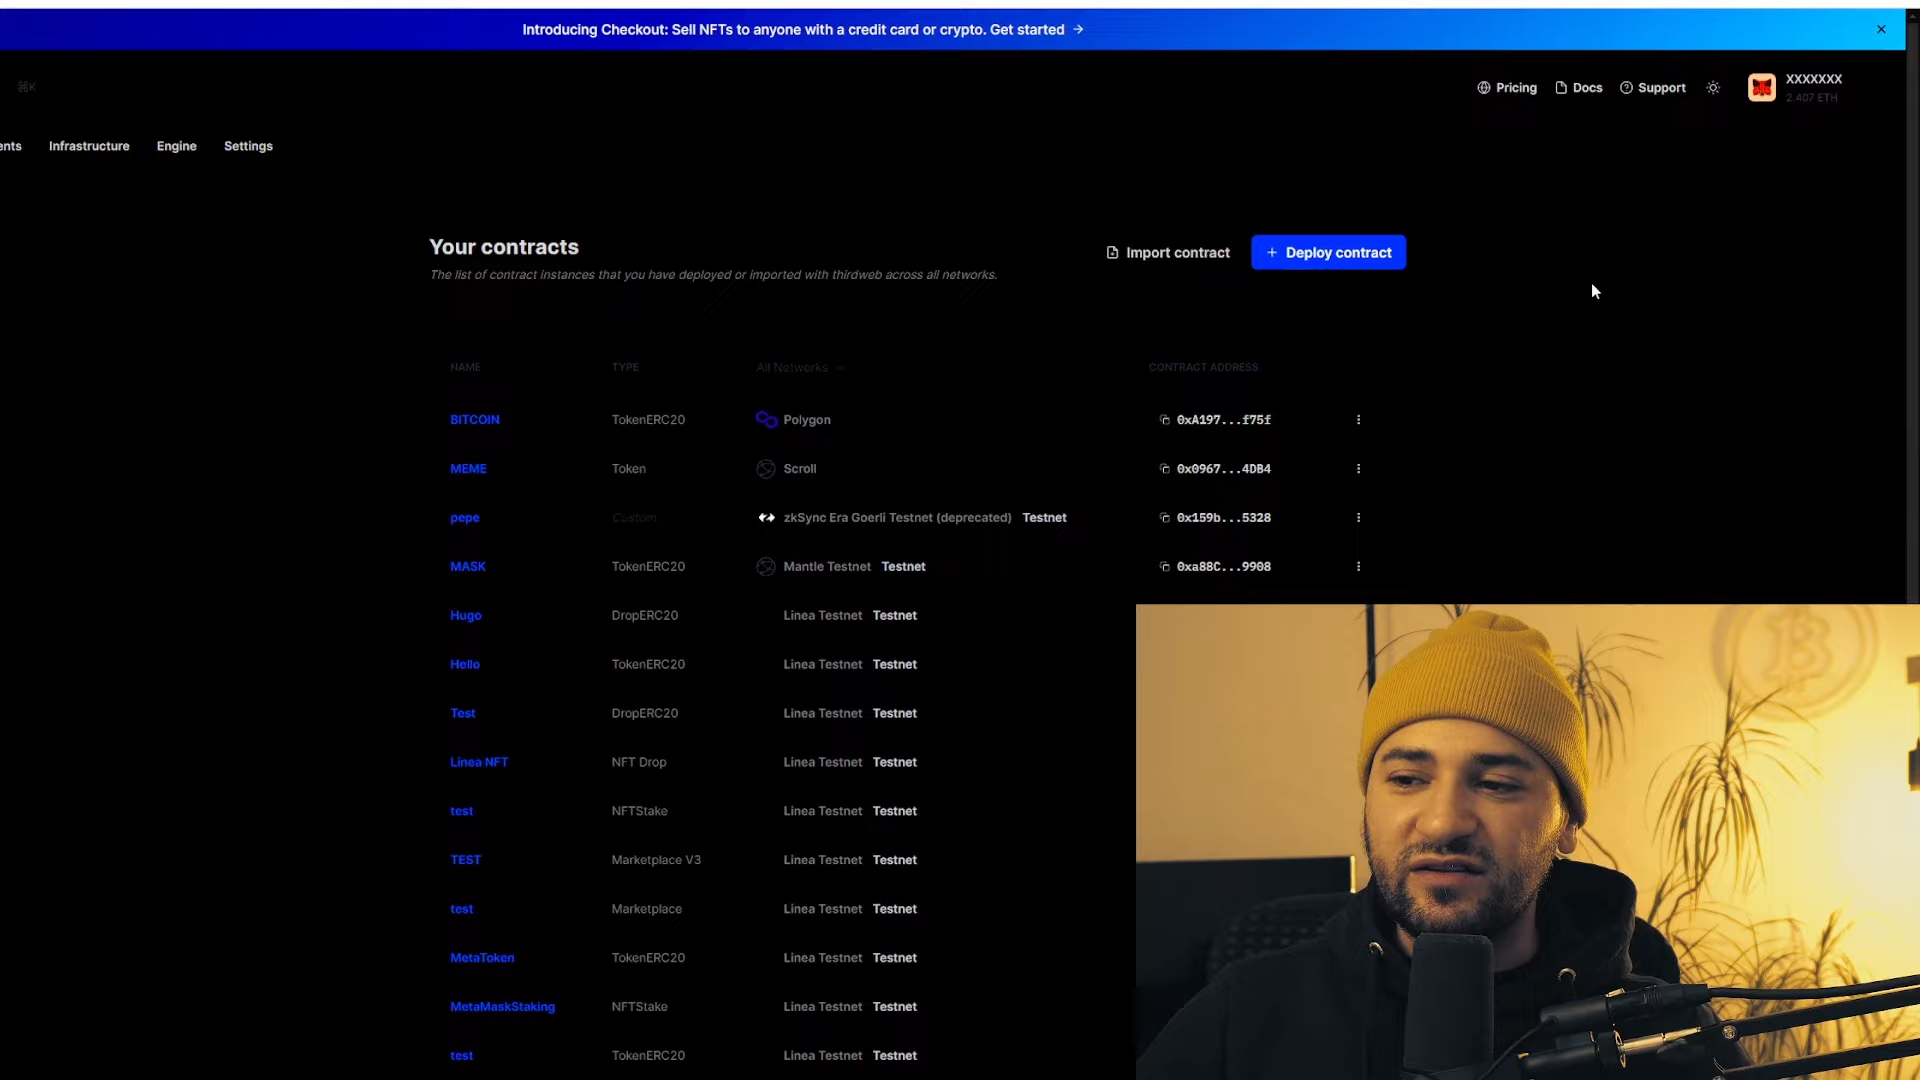 Introducing Checkout: Sell NFTs to anyone with a credit card or crypto. Get started →
⌘K
Pricing Docs Support XXXXXXX
2.407 ETH
ents Infrastructure Engine Settings
Your contracts
The list of contract instances that you have deployed or imported with thirdweb across all networks.
Import contract + Deploy contract
NAME TYPE All Networks CONTRACT ADDRESS
BITCOIN TokenERC20 Polygon 0xA197...f75f
MEME Token Scroll 0x0967...4DB4
pepe Custom zkSync Era Goerli Testnet (deprecated) Testnet 0x159b...5328
MASK TokenERC20 Mantle Testnet Testnet 0xa88C...9908
Hugo DropERC20 Linea Testnet Testnet
Hello TokenERC20 Linea Testnet Testnet
Test DropERC20 Linea Testnet Testnet
Linea NFT NFT Drop Linea Testnet Testnet
test NFTStake Linea Testnet Testnet
TEST Marketplace V3 Linea Testnet Testnet
test Marketplace Linea Testnet Testnet
MetaToken TokenERC20 Linea Testnet Testnet
MetaMaskStaking NFTStake Linea Testnet Testnet
test TokenERC20 Linea Testnet Testnet